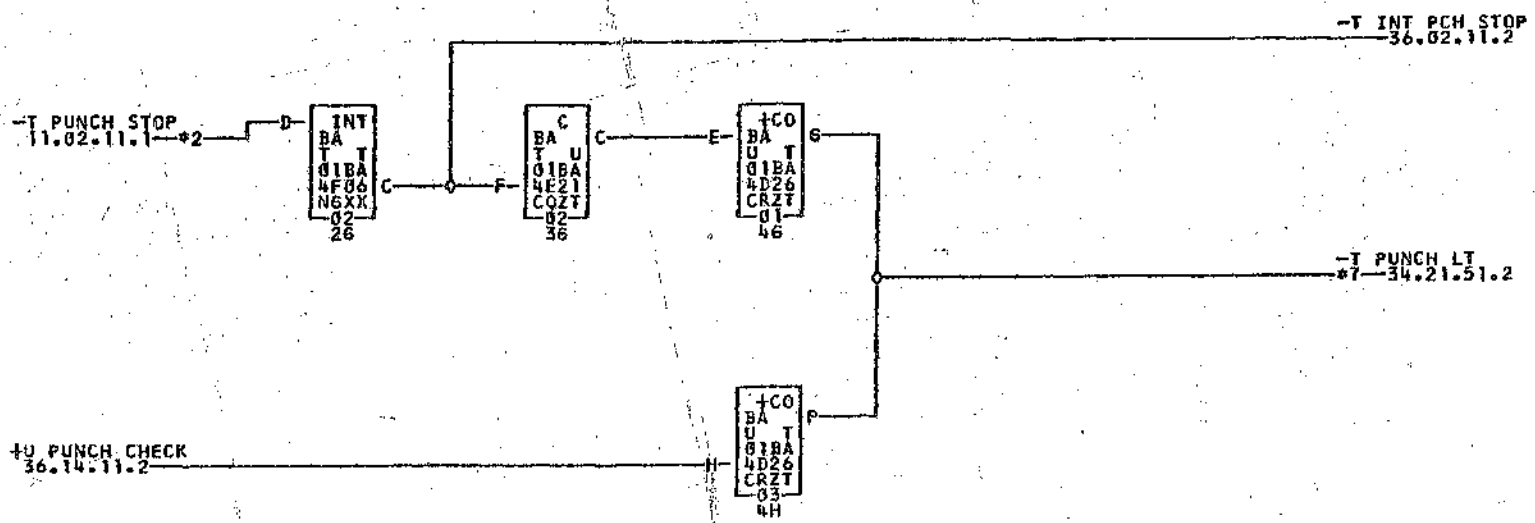 -T INT PCH STOP
36.02.11.2
-T PUNCH STOP
11.02.11.1 *2
D
INT
BA
T T
01BA
4F06
N6XX
02
26
C
F
C
BA
T U
01BA
4E21
CQZT
02
36
C
E
+CO
BA
U T
01BA
4D26
CRZT
01
46
G
-T PUNCH LT
*7 34.21.51.2
+U PUNCH CHECK
36.14.11.2
H
+CO
BA
U T
01BA
4D26
CRZT
03
4H
P